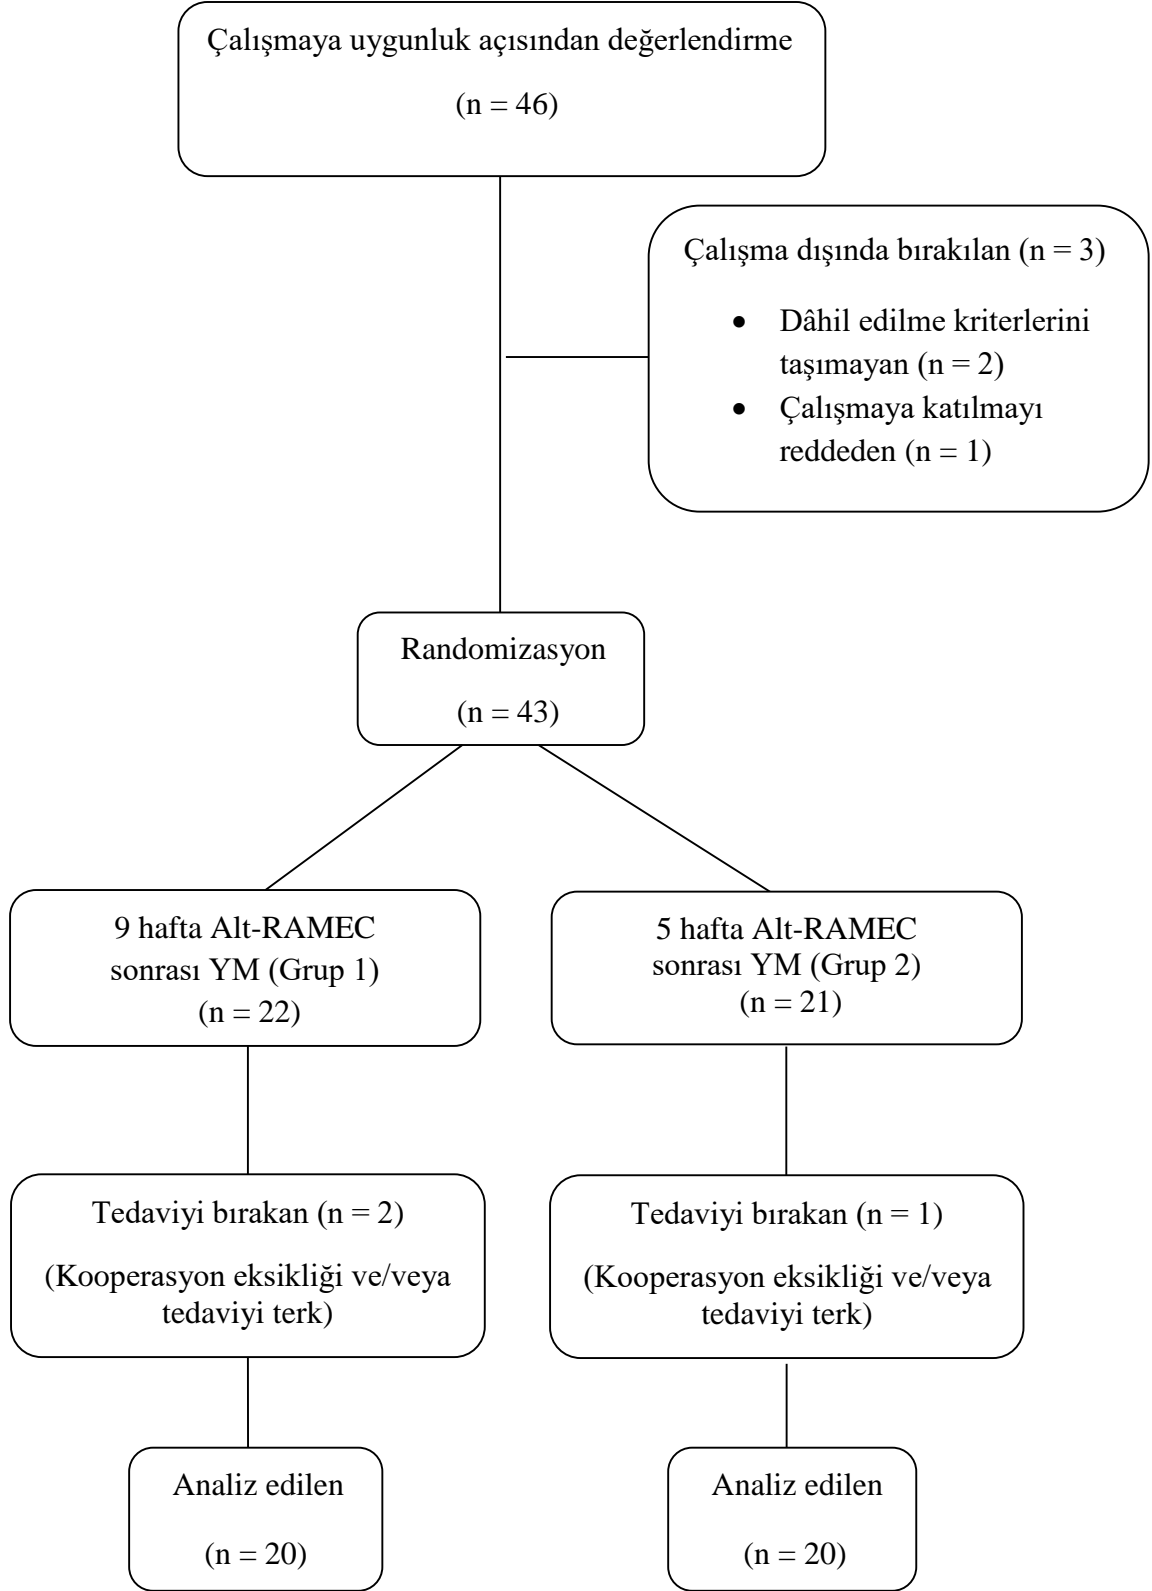 Çalışmaya uygunluk açısından değerlendirme
(n = 46)
Çalışma dışında bırakılan (n = 3)
• Dâhil edilme kriterlerini
taşımayan (n = 2)
• Çalışmaya katılmayı
reddeden (n = 1)
Randomizasyon
(n = 43)
9 hafta Alt-RAMEC
sonrası YM (Grup 1)
(n = 22)
5 hafta Alt-RAMEC
sonrası YM (Grup 2)
(n = 21)
Tedaviyi bırakan (n = 2)
(Kooperasyon eksikliği ve/veya
tedaviyi terk)
Tedaviyi bırakan (n = 1)
(Kooperasyon eksikliği ve/veya
tedaviyi terk)
Analiz edilen
(n = 20)
Analiz edilen
(n = 20)